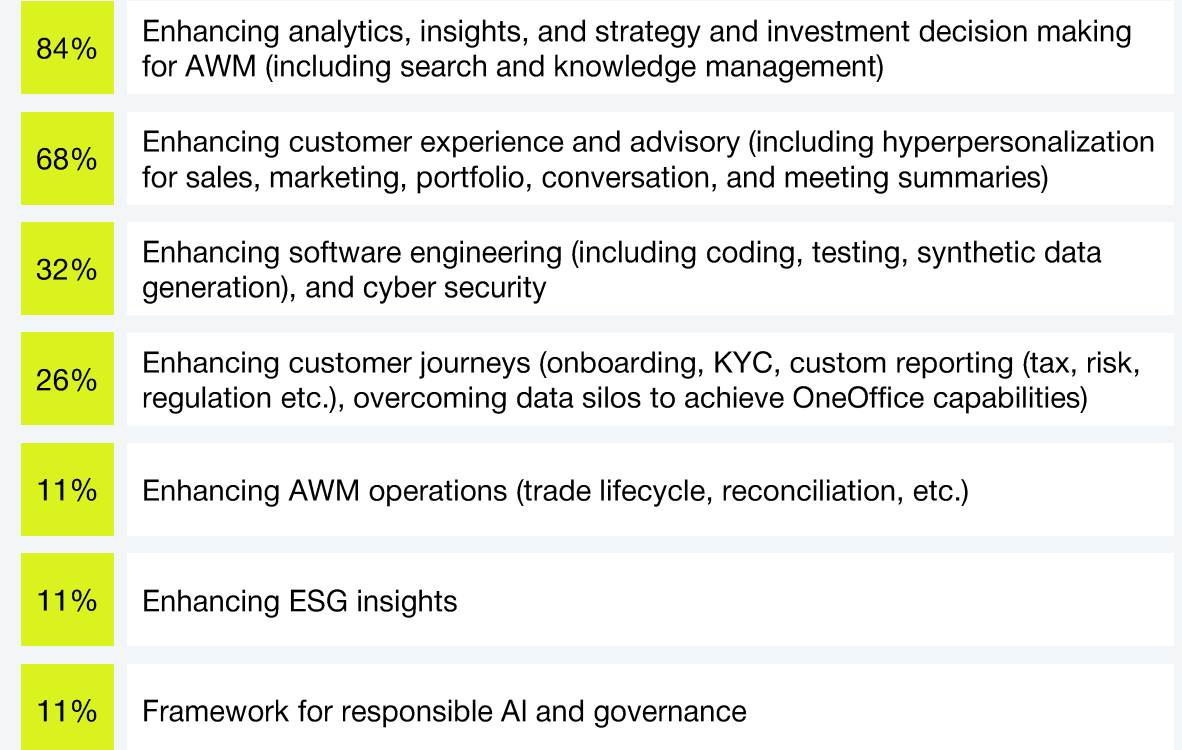 84%
Enhancing analytics, insights, and strategy and investment decision making
for AWM (including search and knowledge management)
68%
Enhancing customer experience and advisory (including hyperpersonalization
for sales, marketing, portfolio, conversation, and meeting summaries)
32%
Enhancing software engineering (including coding, testing, synthetic data
generation), and cyber security
26%
Enhancing customer journeys (onboarding, KYC, custom reporting (tax, risk,
regulation etc.), overcoming data silos to achieve OneOffice capabilities)
11%
Enhancing AWM operations (trade lifecycle, reconciliation, etc.)
11%
Enhancing ESG insights
11%
Framework for responsible AI and governance